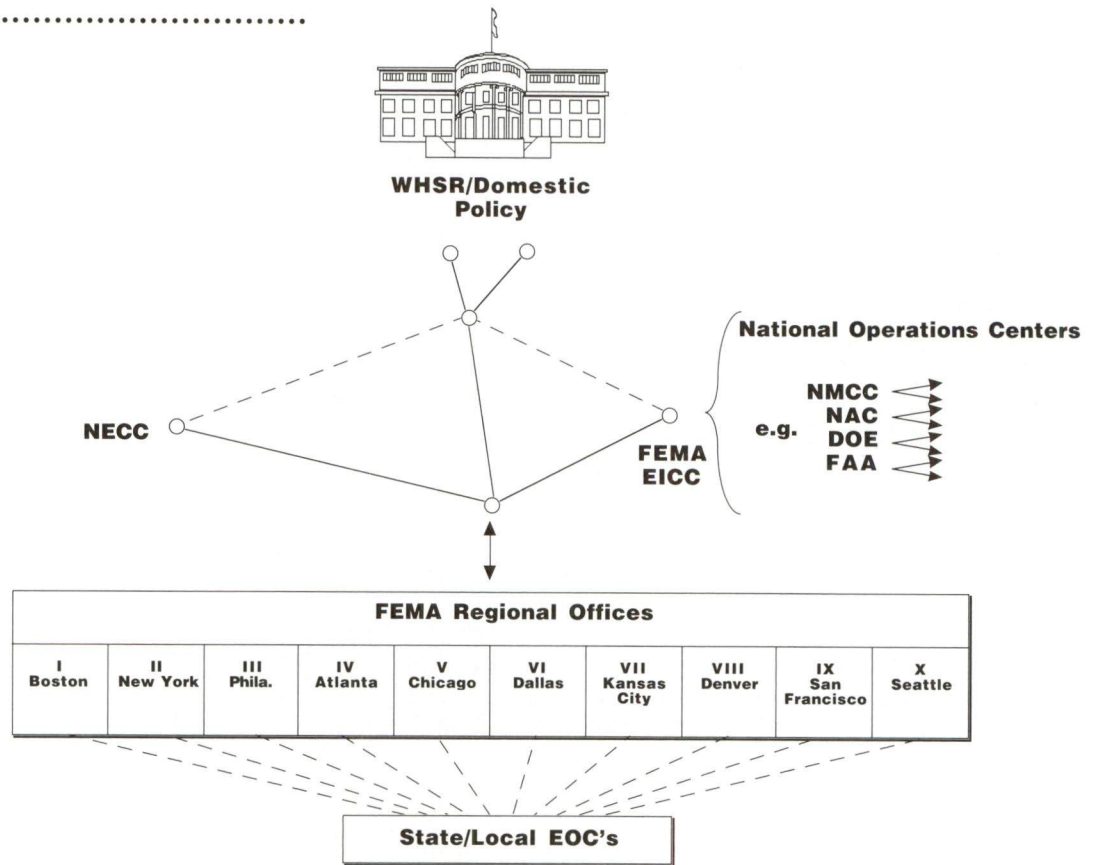 WHSR/Domestic
Policy
National Operations Centers
NECC
FEMA
EICC
e.g.
NMCC
NAC
DOE
FAA
FEMA Regional Offices
I
Boston
II
New York
III
Phila.
IV
Atlanta
V
Chicago
VI
Dallas
VII
Kansas
City
VIII
Denver
IX
San
Francisco
X
Seattle
State/Local EOC's